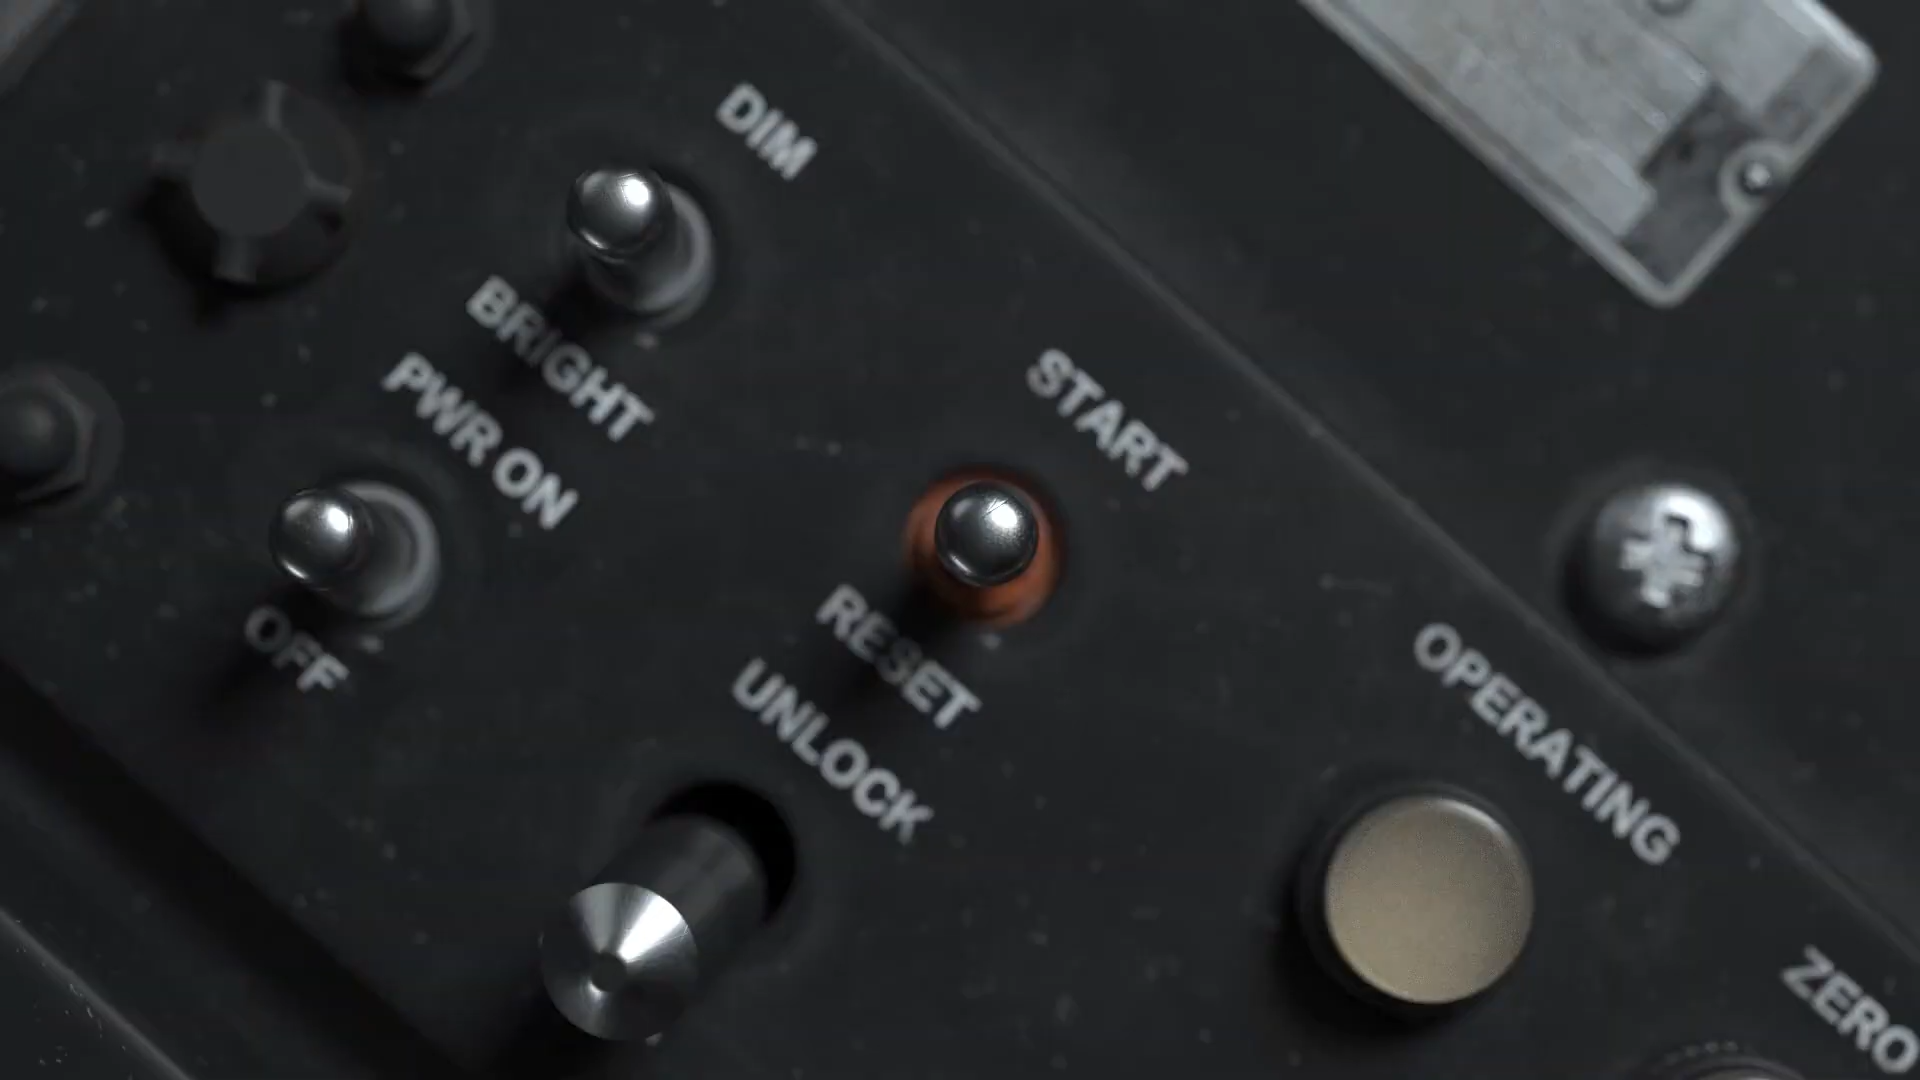 DIM
BRIGHT
PWR ON
OFF
START
RESET
UNLOCK
OPERATING
ZERO